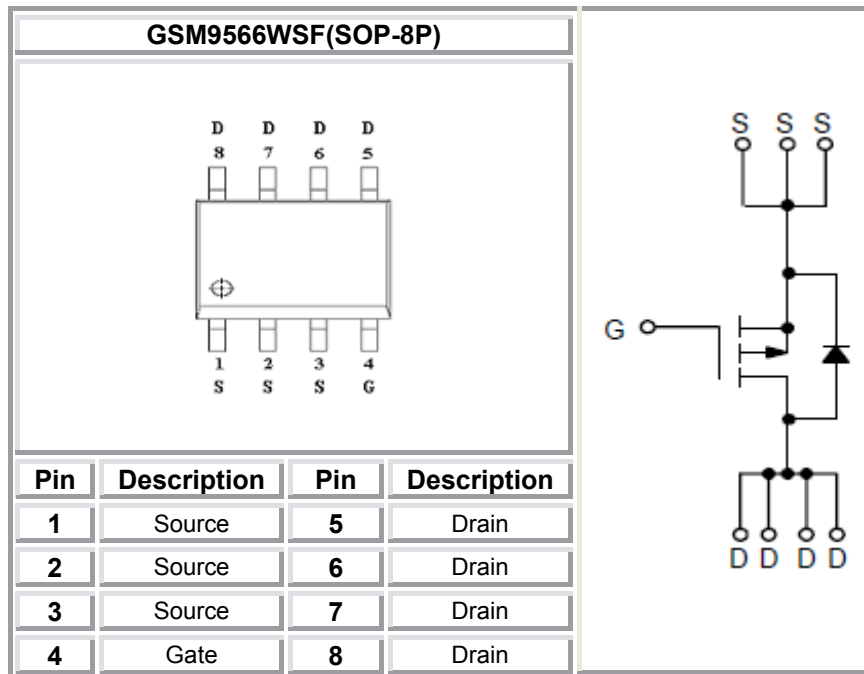 GSM9566WSF(SOP-8P)
D D D D
8 7 6 5
1 2 3 4
S S S G
Pin Description Pin Description
1 Source 5 Drain
2 Source 6 Drain
3 Source 7 Drain
4 Gate 8 Drain
S S S
G
D D D D